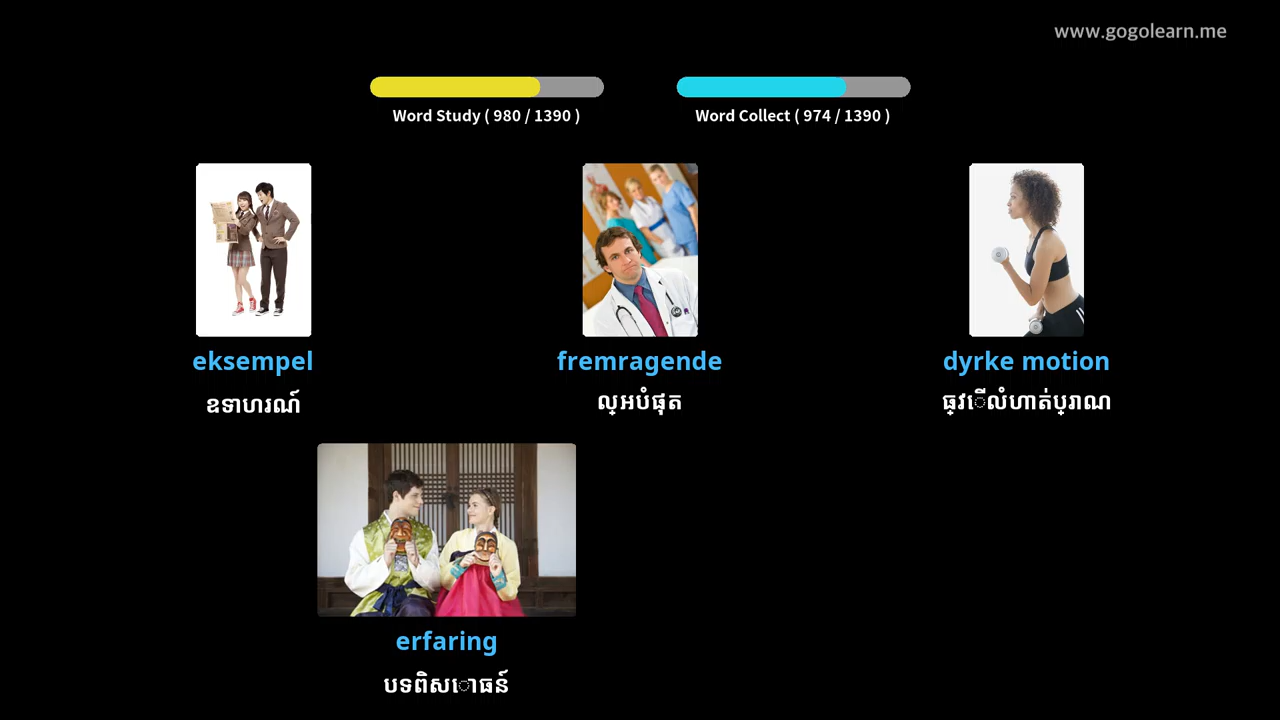 www.gogolearn.me
Word Study ( 980 / 1390 )
Word Collect ( 974 / 1390 )
eksempel
ឧទាហរណ៍
fremragende
ល្អបំផុត
dyrke motion
ធ្វើលំហាត់ប្រាណ
erfaring
បទពិសោធន៍